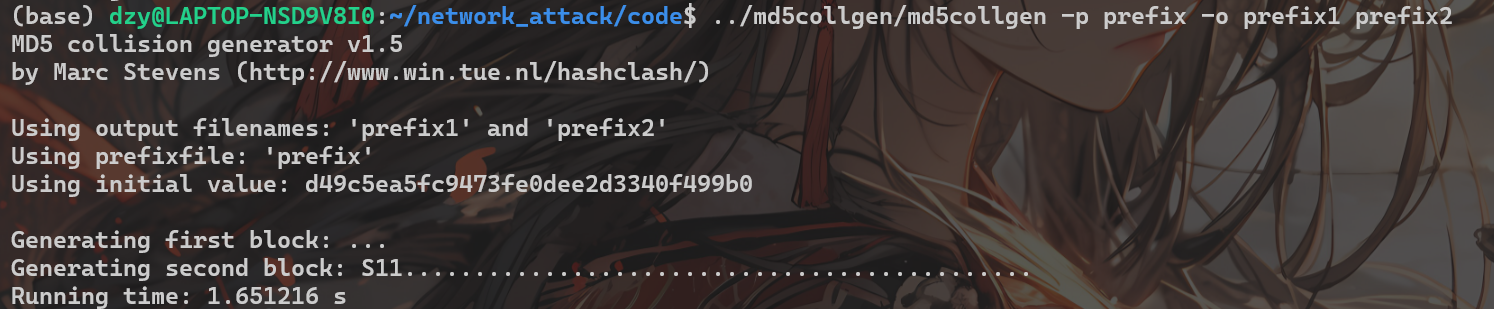 (base) dzy@LAPTOP-NSD9V8I0:~/network_attack/code$ ../md5collgen/md5collgen -p prefix -o prefix1 prefix2
MD5 collision generator v1.5
by Marc Stevens (http://www.win.tue.nl/hashclash/)
Using output filenames: 'prefix1' and 'prefix2'
Using prefixfile: 'prefix'
Using initial value: d49c5ea5fc9473fe0dee2d3340f499b0
Generating first block: ...
Generating second block: S11.............................................
Running time: 1.651216 s